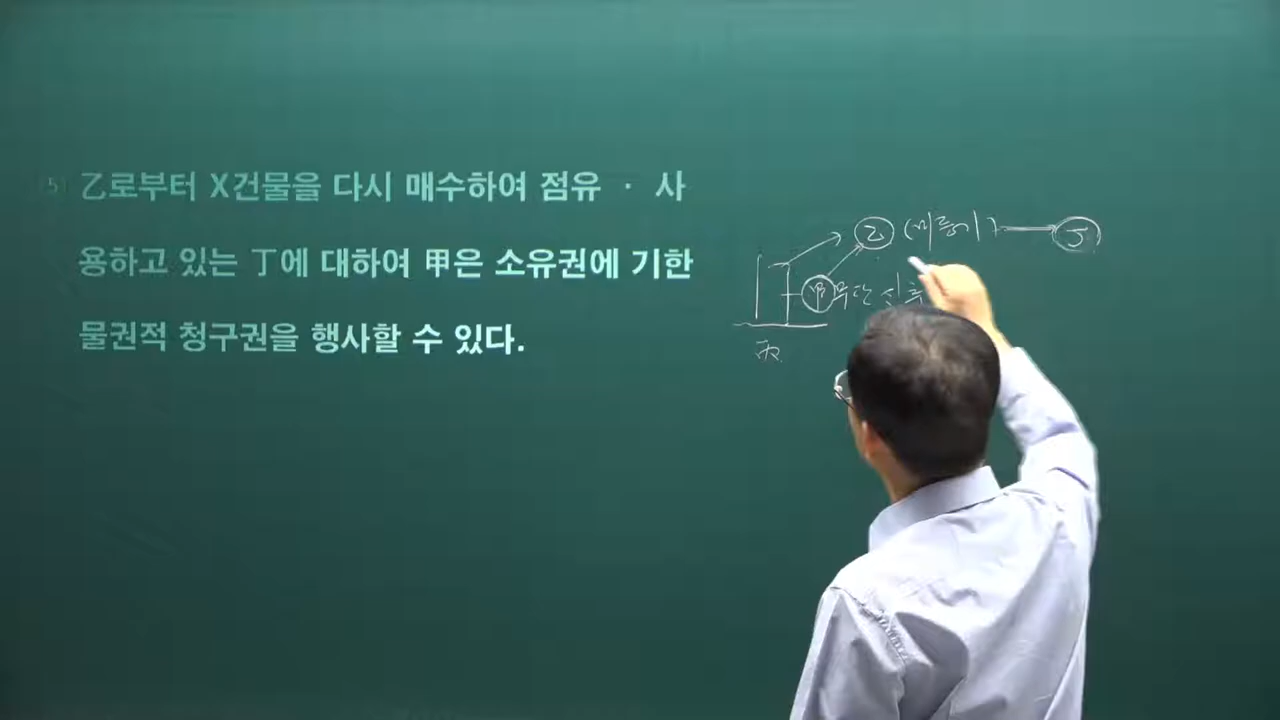 5) 乙로부터 X건물을 다시 매수하여 점유 · 사
용하고 있는 丁에 대하여 甲은 소유권에 기한
물권적 청구권을 행사할 수 있다.
乙 (미등기) 丁
甲 무단 신축
丙